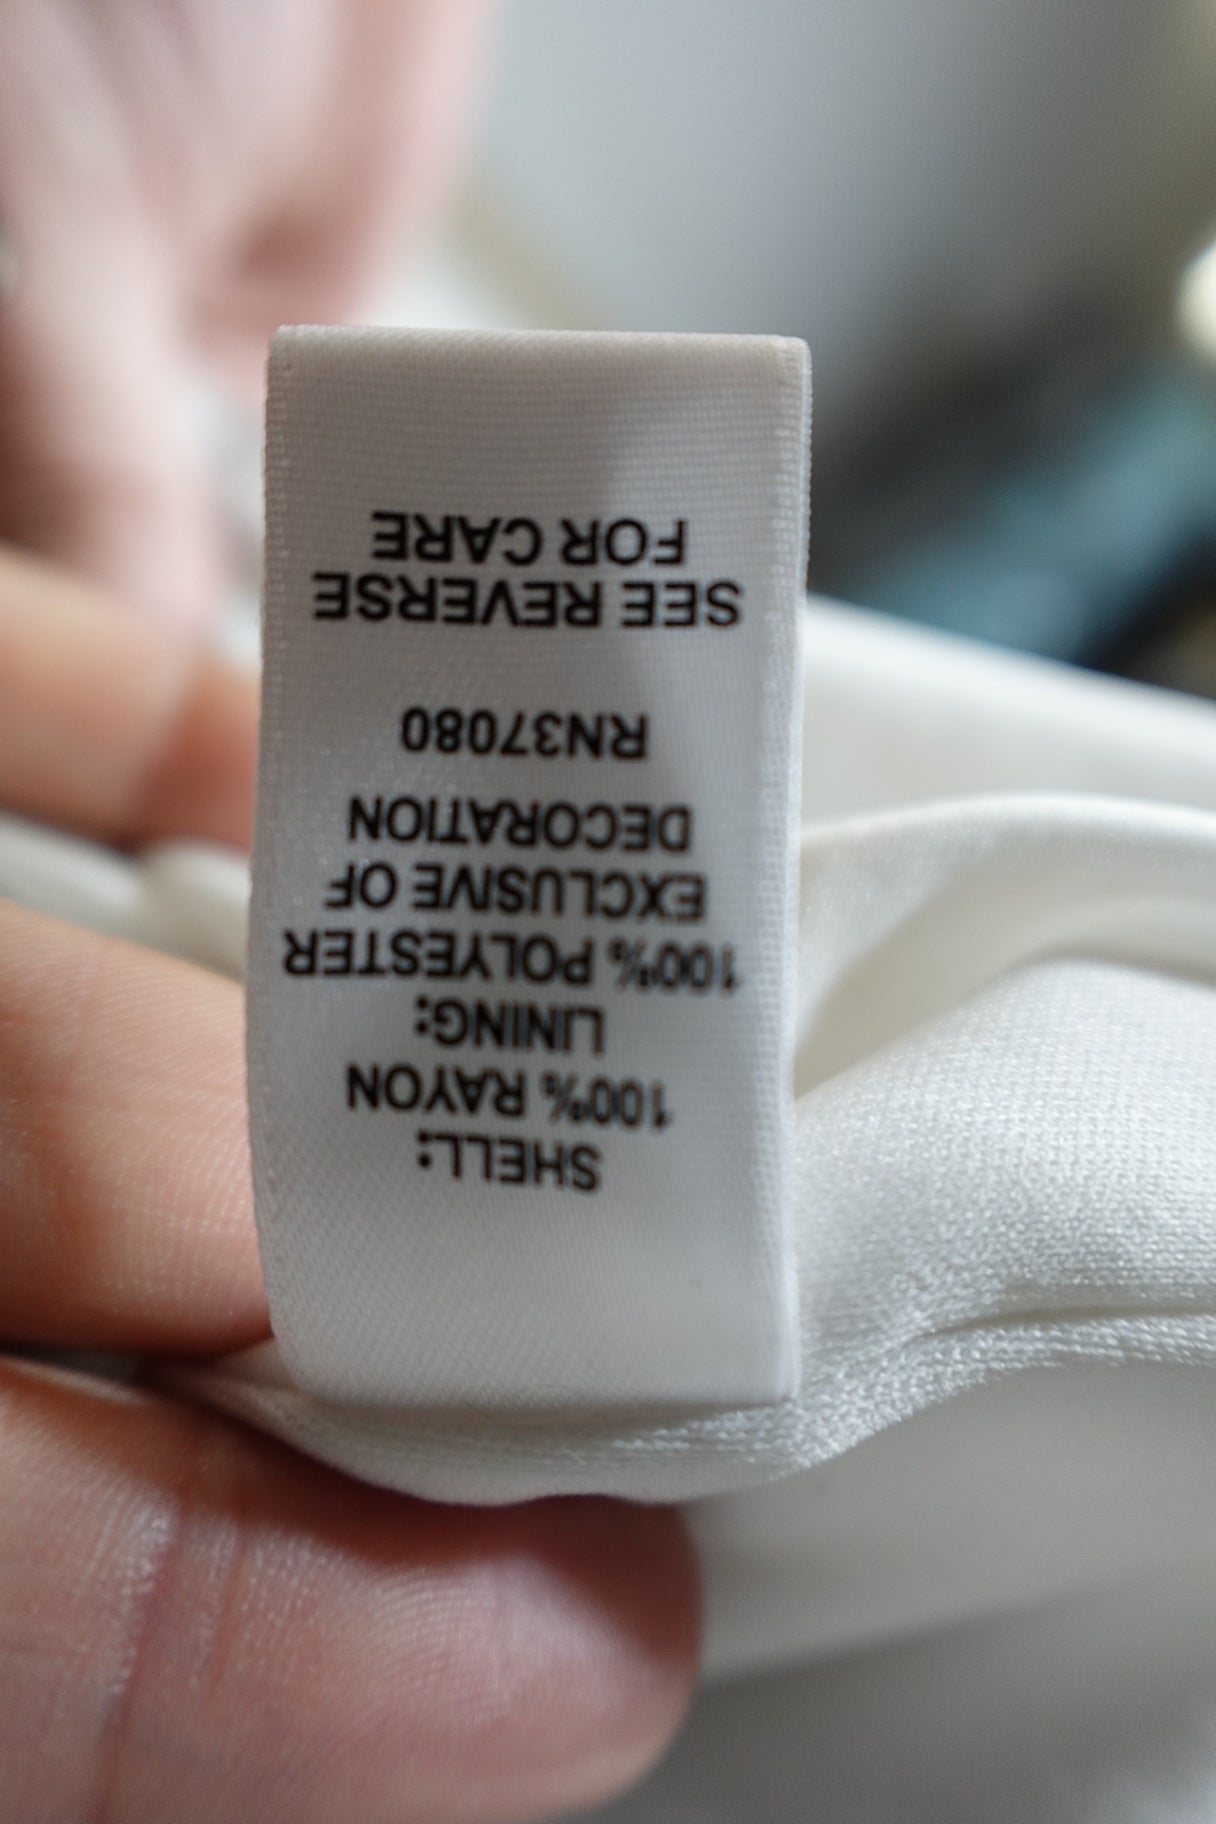 SHELL:
100% RAYON
LINING:
100% POLYESTER
EXCLUSIVE OF
DECORATION
RN37080
SEE REVERSE
FOR CARE